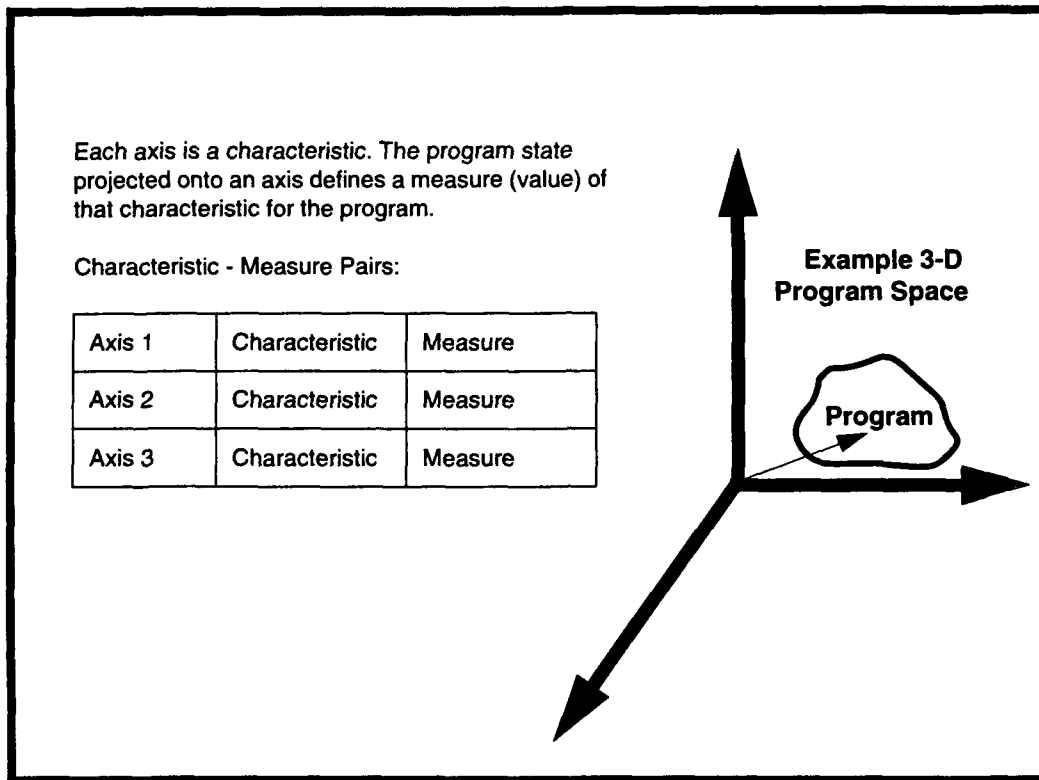 Each axis is a characteristic. The program state
projected onto an axis defines a measure (value) of
that characteristic for the program.
Characteristic - Measure Pairs:
Axis 1 Characteristic Measure
Axis 2 Characteristic Measure
Axis 3 Characteristic Measure
Example 3-D
Program Space
Program